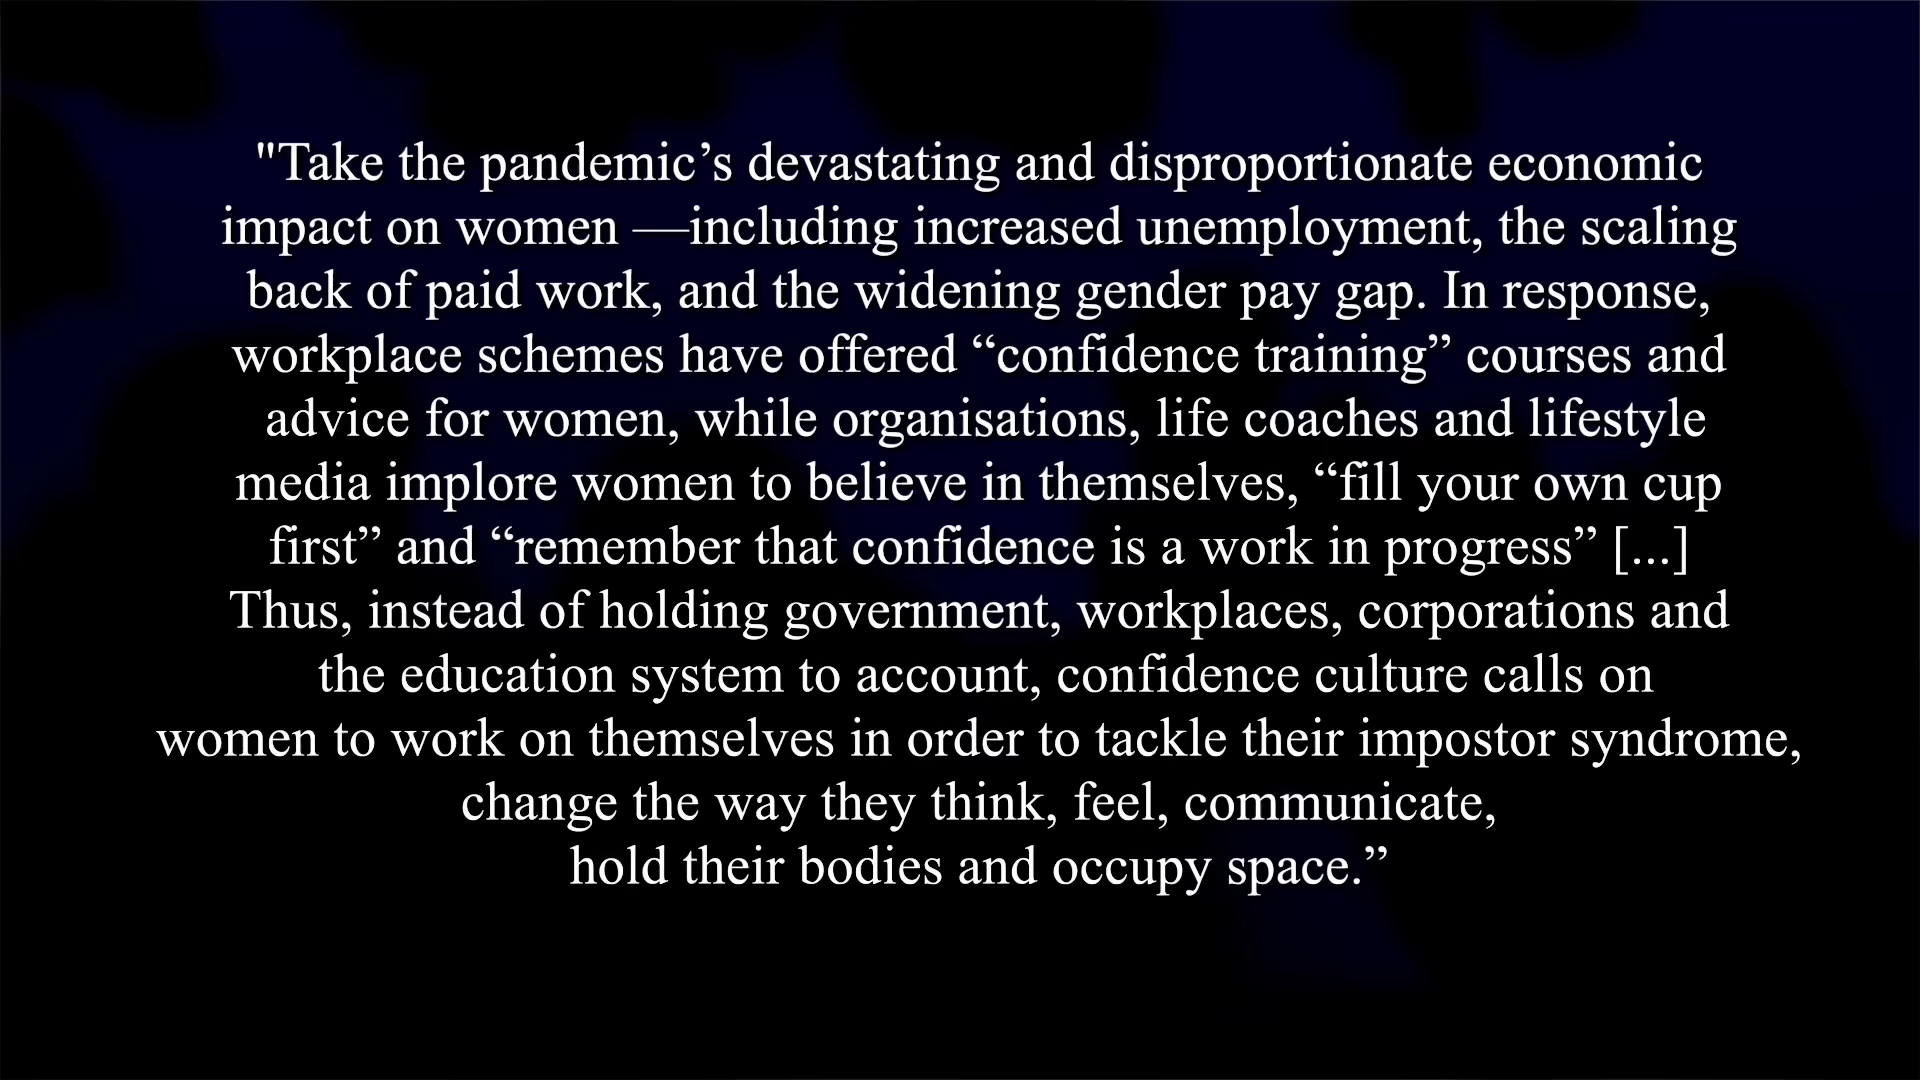 "Take the pandemic’s devastating and disproportionate economic
impact on women —including increased unemployment, the scaling
back of paid work, and the widening gender pay gap. In response,
workplace schemes have offered “confidence training” courses and
advice for women, while organisations, life coaches and lifestyle
media implore women to believe in themselves, “fill your own cup
first” and “remember that confidence is a work in progress” [...]
Thus, instead of holding government, workplaces, corporations and
the education system to account, confidence culture calls on
women to work on themselves in order to tackle their impostor syndrome,
change the way they think, feel, communicate,
hold their bodies and occupy space.”